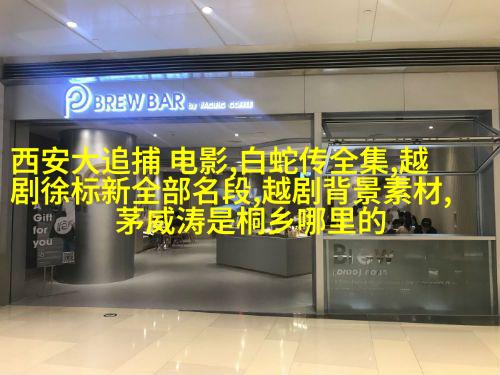 BREW BAR by PACIFIC COFFEE
西安大追捕 电影,白蛇传全集,越
剧徐标新全部名段,越剧背景素材,
茅威涛是桐乡哪里的
Gift
for
you
Brew